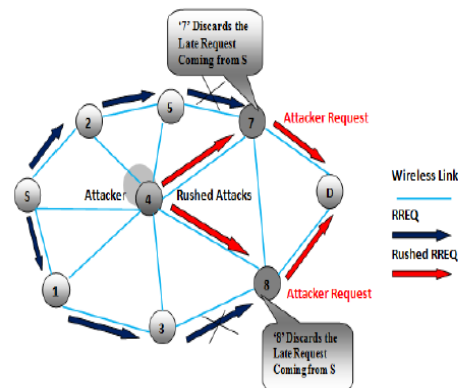 '7' Discards the
Late Request
Coming from S
5
2
7
Attacker Request
S
Attacker
4
Rushed Attacks
D
Wireless Link
RREQ
Rushed RREQ
1
8
Attacker Request
3
'8' Discards the
Late Request
Coming from S